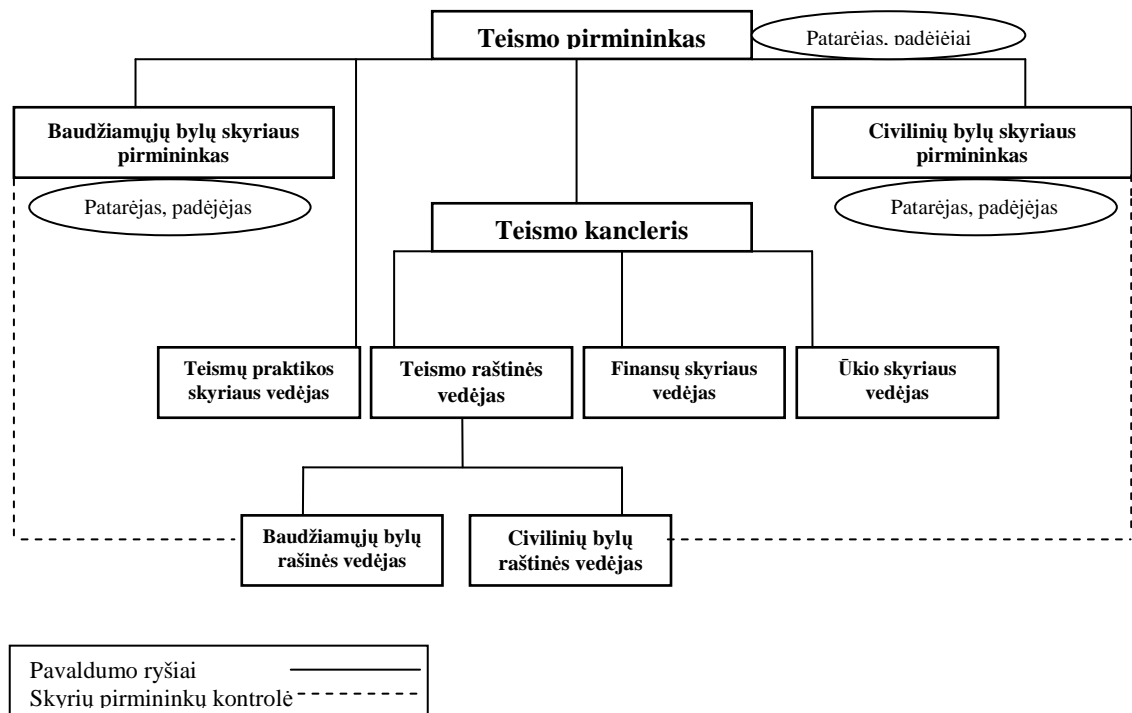 Teismo pirmininkas
Patarėjas, padėjėjai
Baudžiamųjų bylų skyriaus
pirmininkas
Civilinių bylų skyriaus
pirmininkas
Patarėjas, padėjėjas
Patarėjas, padėjėjas
Teismo kancleris
Teismų praktikos
skyriaus vedėjas
Teismo raštinės
vedėjas
Finansų skyriaus
vedėjas
Ūkio skyriaus
vedėjas
Baudžiamųjų bylų
rašinės vedėjas
Civilinių bylų
raštinės vedėjas
Pavaldumo ryšiai
Skyrių pirmininkų kontrolė